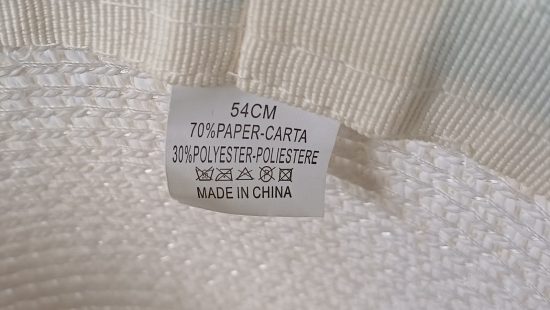 54CM
70%PAPER-CARTA
30%POLYESTER-POLIESTERE
MADE IN CHINA